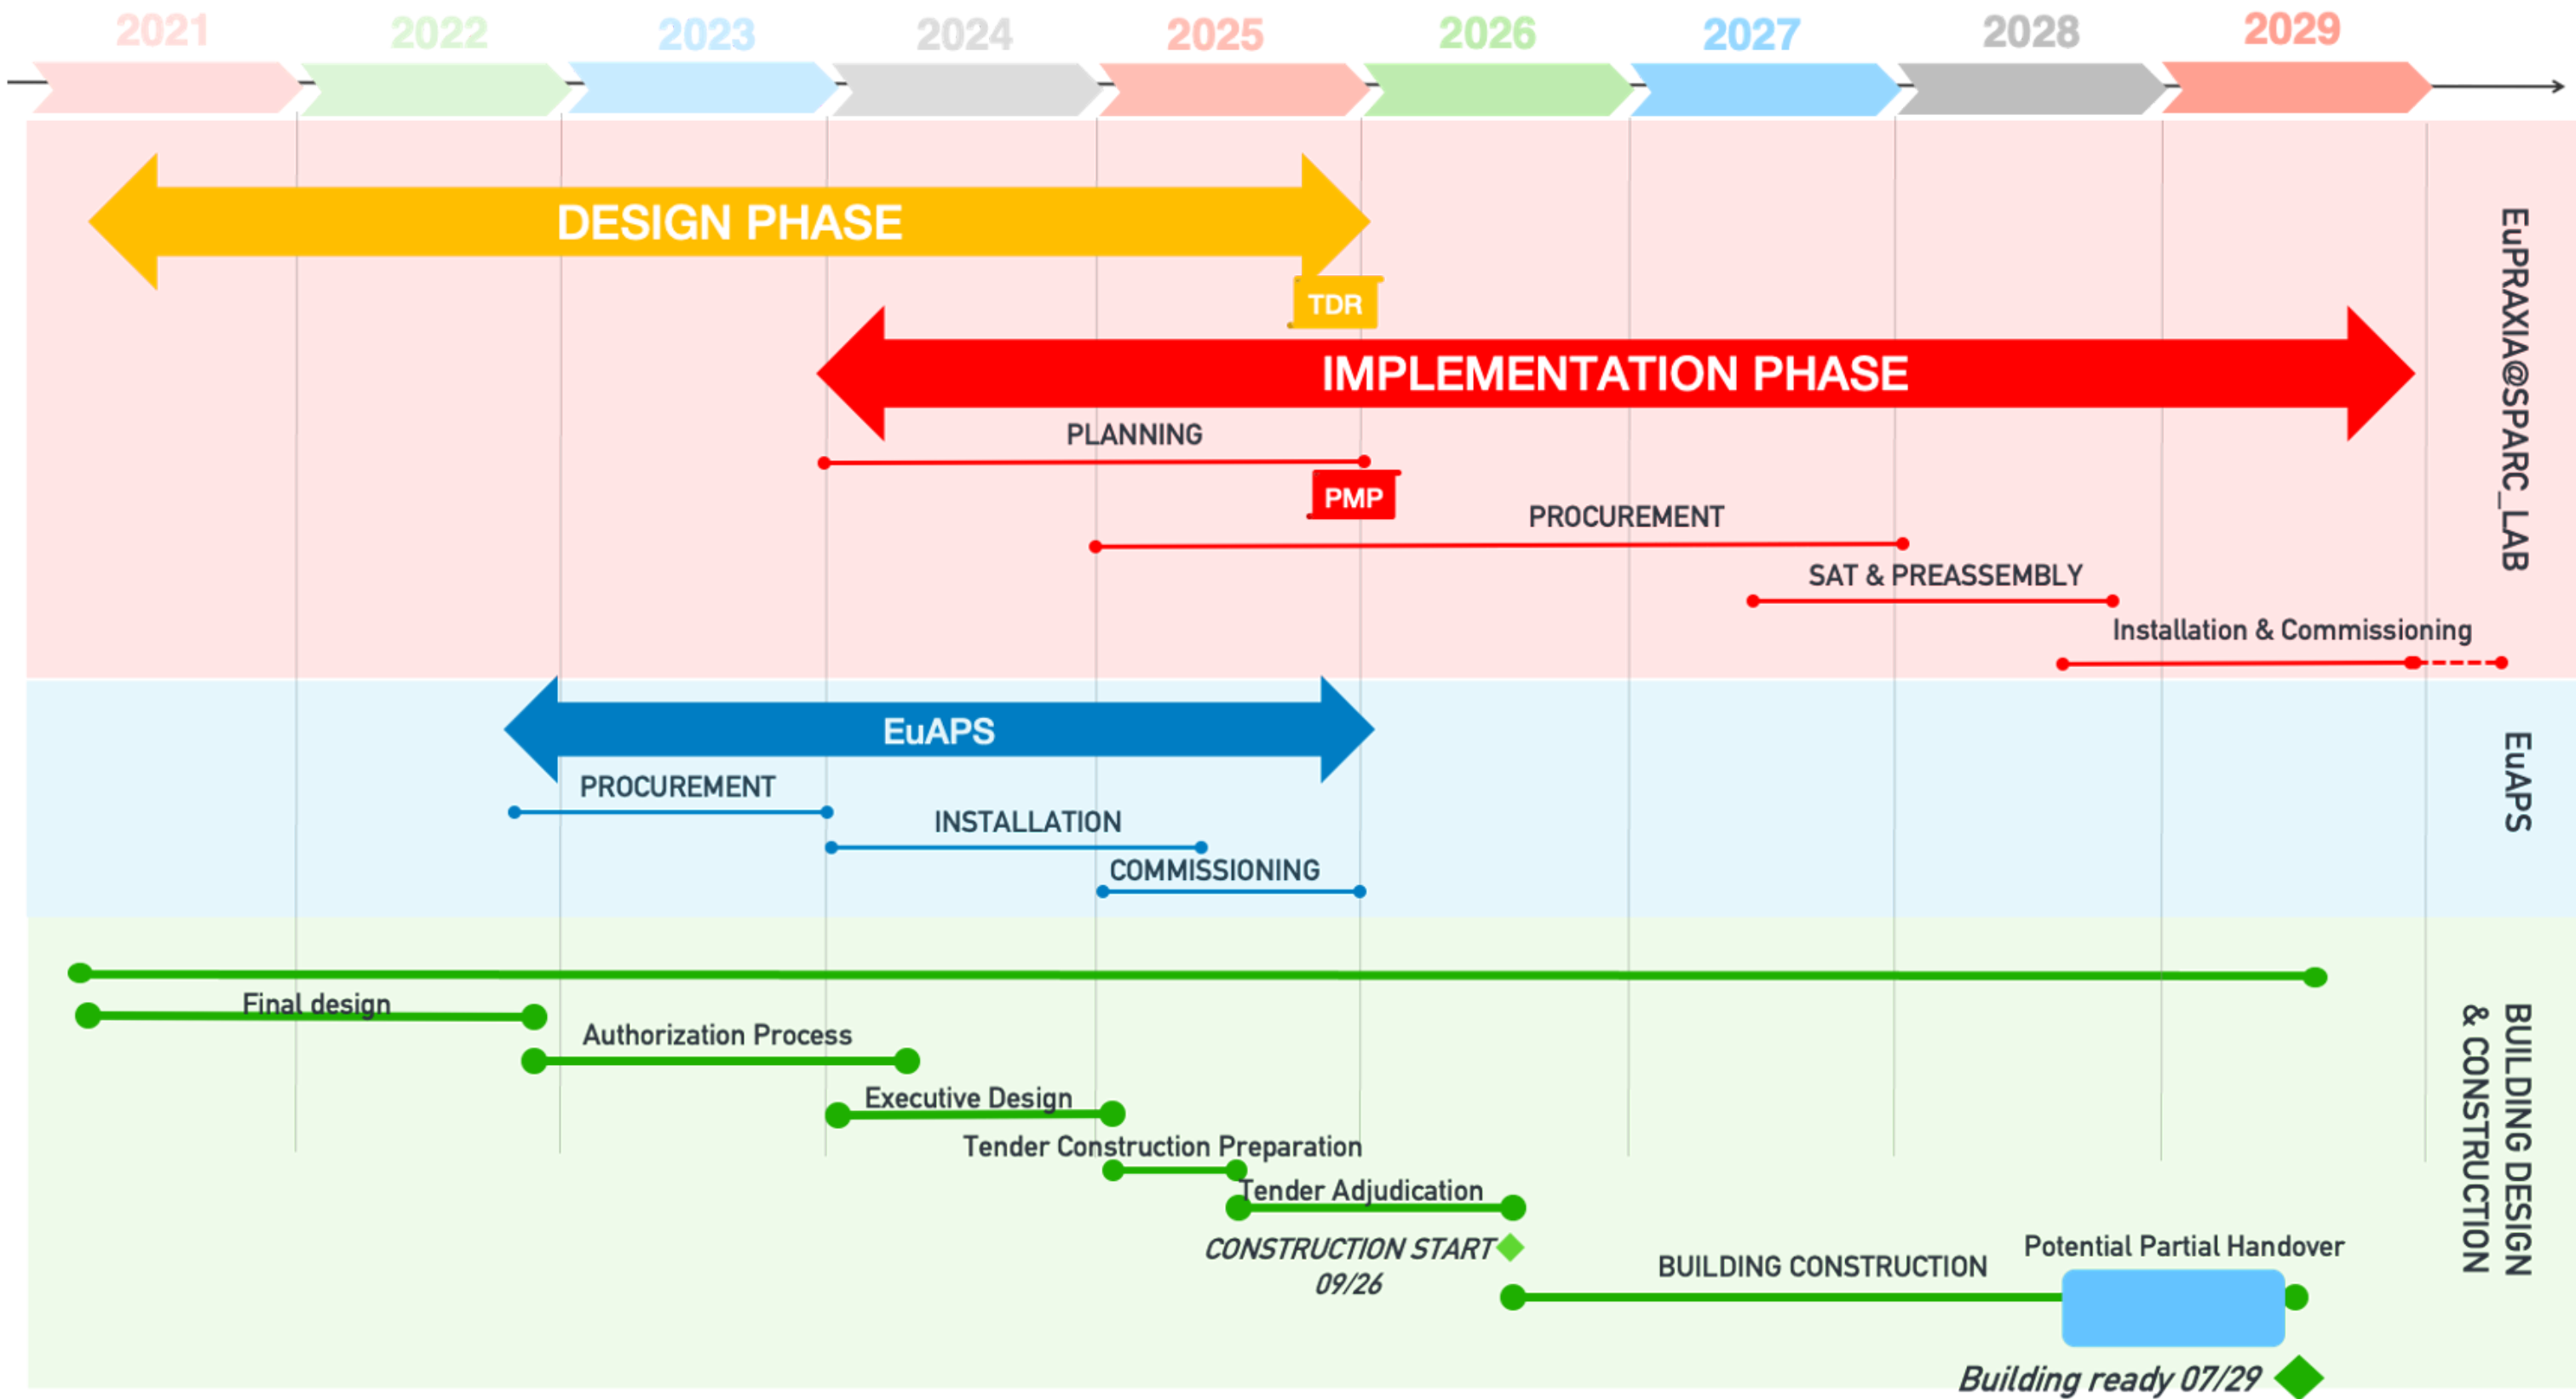 2021 2022 2023 2024 2025 2026 2027 2028 2029
DESIGN PHASE
TDR
IMPLEMENTATION PHASE
PLANNING
PMP
PROCUREMENT
SAT & PREASSEMBLY
Installation & Commissioning
EuPRAXIA@SPARC_LAB
EuAPS
PROCUREMENT
INSTALLATION
COMMISSIONING
EuAPS
Final design
Authorization Process
Executive Design
Tender Construction Preparation
Tender Adjudication
CONSTRUCTION START
09/26
BUILDING CONSTRUCTION
Potential Partial Handover
Building ready 07/29
BUILDING DESIGN
& CONSTRUCTION